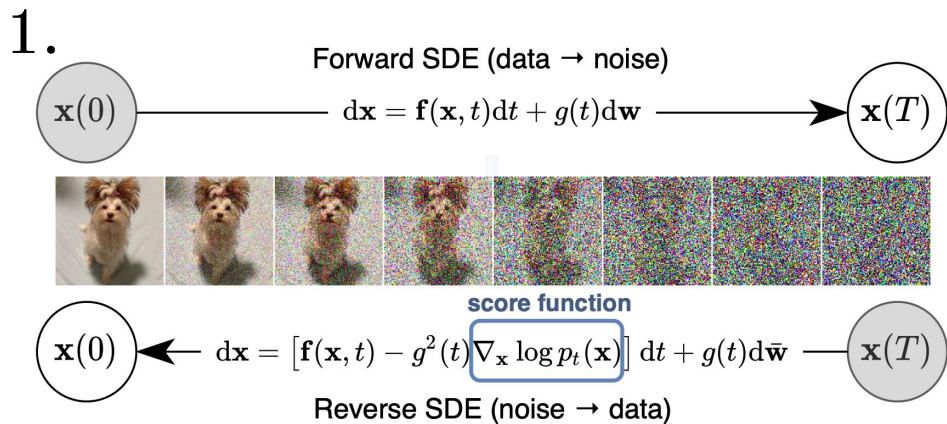 1.
Forward SDE (data → noise)
x(0) dx = f(x, t)dt + g(t)dw x(T)
score function
x(0) dx = [f(x, t) − g²(t)∇ₓ log pₜ(x)] dt + g(t)dw̄ x(T)
Reverse SDE (noise → data)